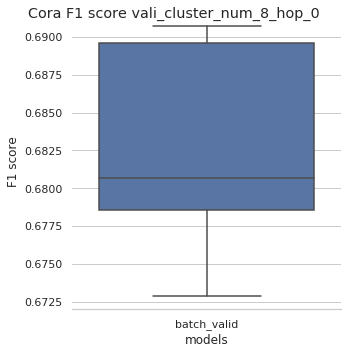 Cora F1 score vali_cluster_num_8_hop_0
0.6900
0.6875
0.6850
0.6825
0.6800
0.6775
0.6750
0.6725
F1 score
batch_valid
models